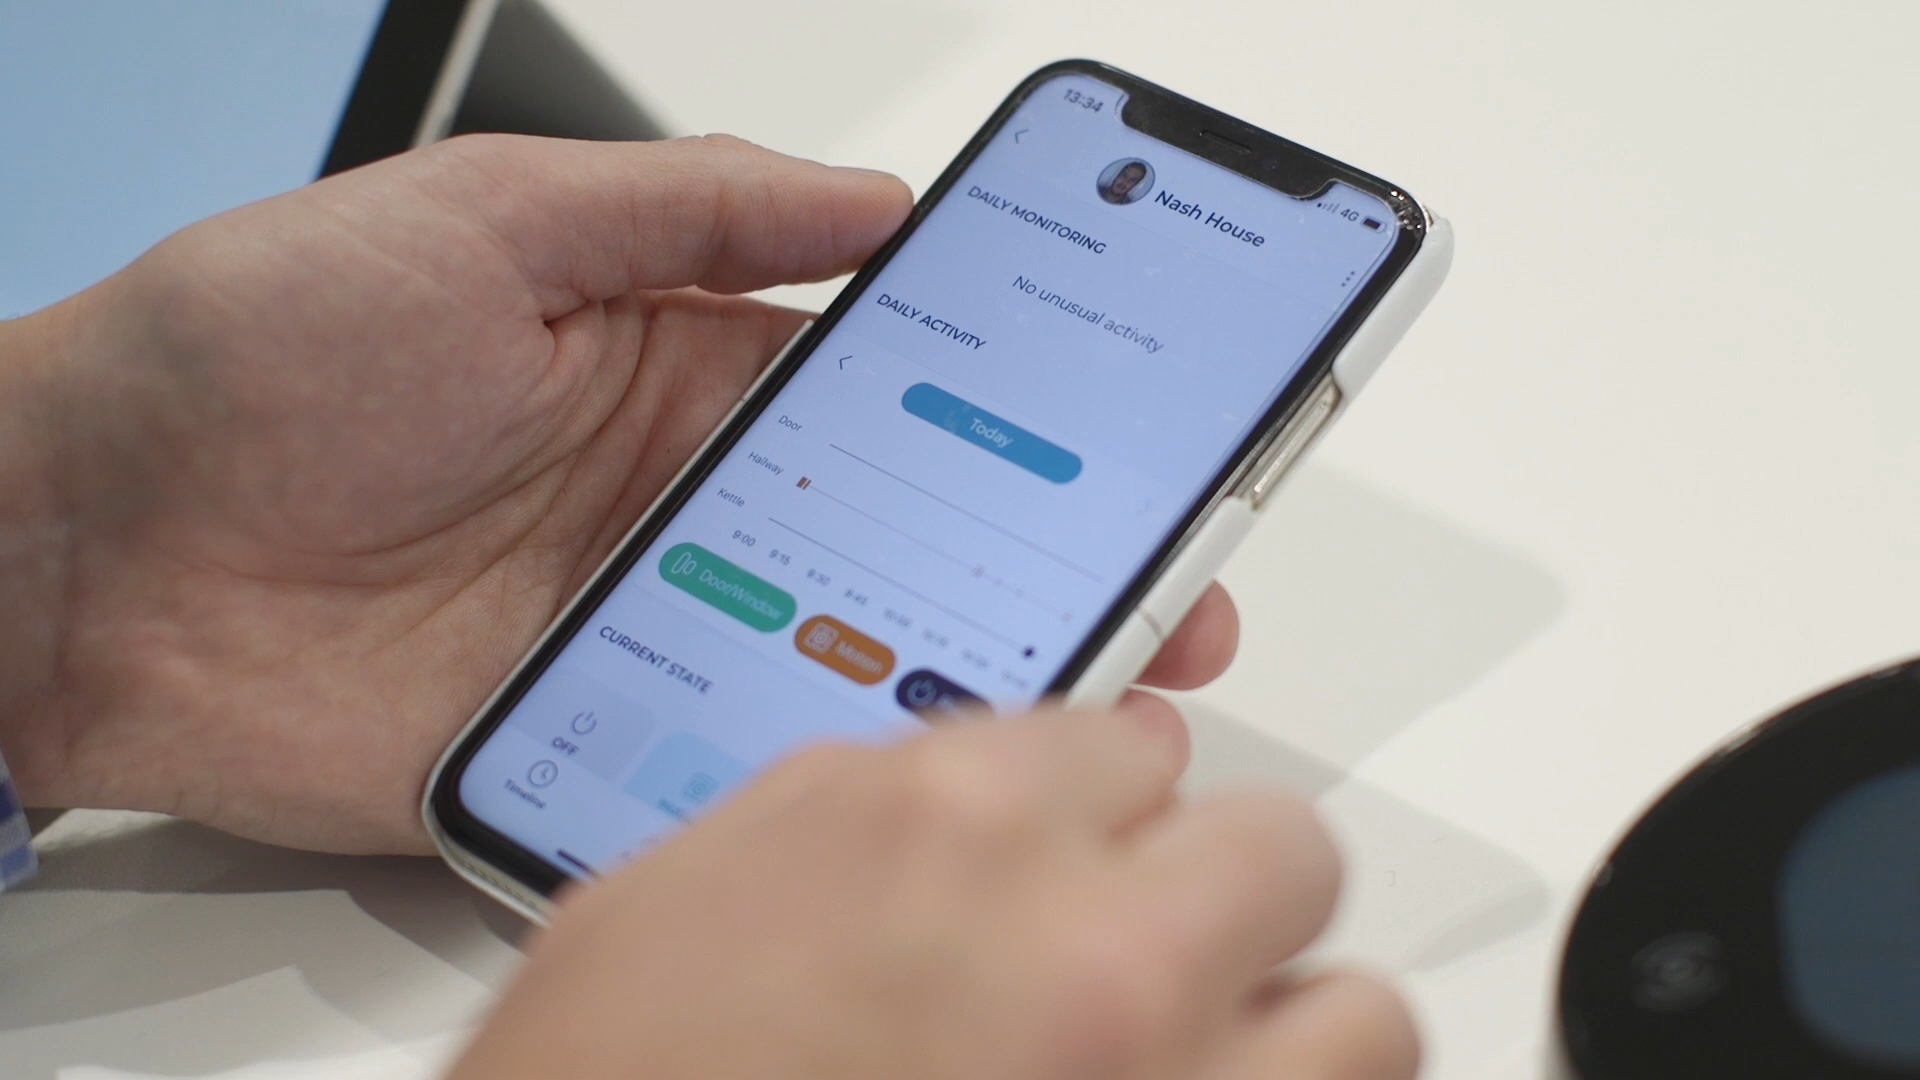 13:34
4G
Nash House
DAILY MONITORING
No unusual activity
DAILY ACTIVITY
Today
Door
Hallway
Kettle
9:00 9:15 9:30 9:45
Door/Window
Motion
CURRENT STATE
OFF
Timeline